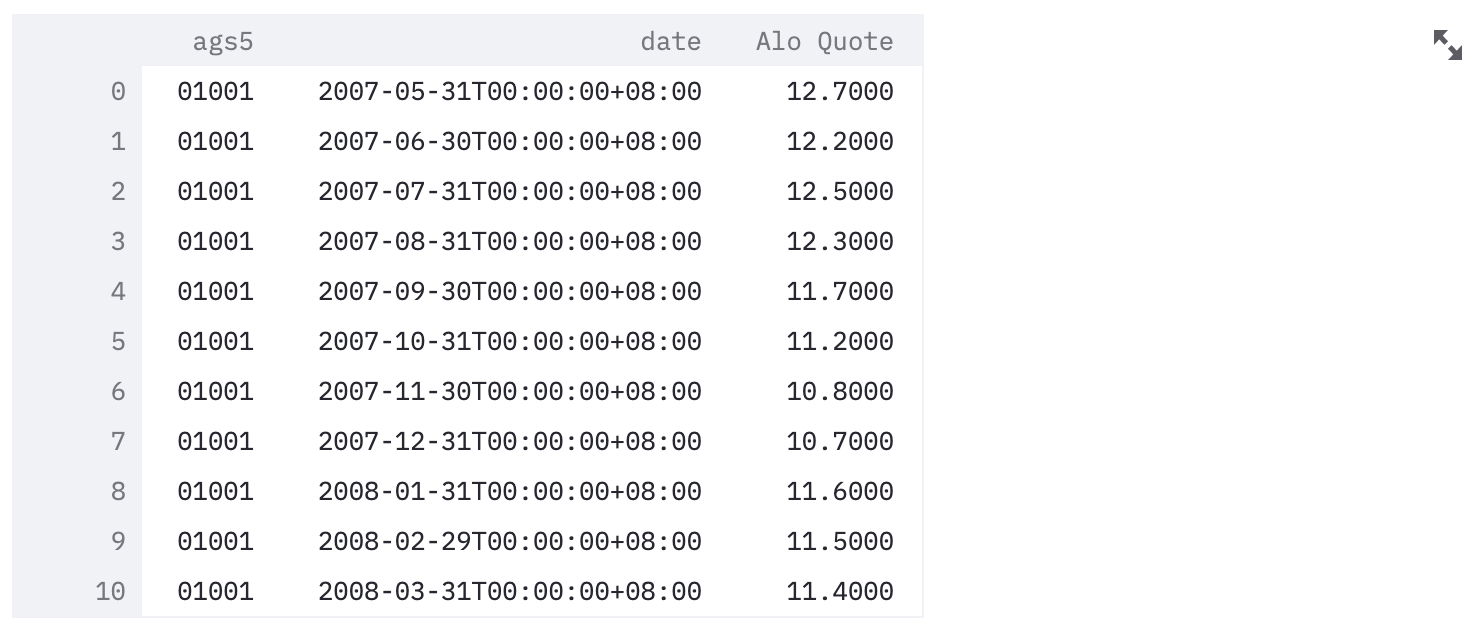 ags5 date Alo Quote
0 01001 2007-05-31T00:00:00+08:00 12.7000
1 01001 2007-06-30T00:00:00+08:00 12.2000
2 01001 2007-07-31T00:00:00+08:00 12.5000
3 01001 2007-08-31T00:00:00+08:00 12.3000
4 01001 2007-09-30T00:00:00+08:00 11.7000
5 01001 2007-10-31T00:00:00+08:00 11.2000
6 01001 2007-11-30T00:00:00+08:00 10.8000
7 01001 2007-12-31T00:00:00+08:00 10.7000
8 01001 2008-01-31T00:00:00+08:00 11.6000
9 01001 2008-02-29T00:00:00+08:00 11.5000
10 01001 2008-03-31T00:00:00+08:00 11.4000